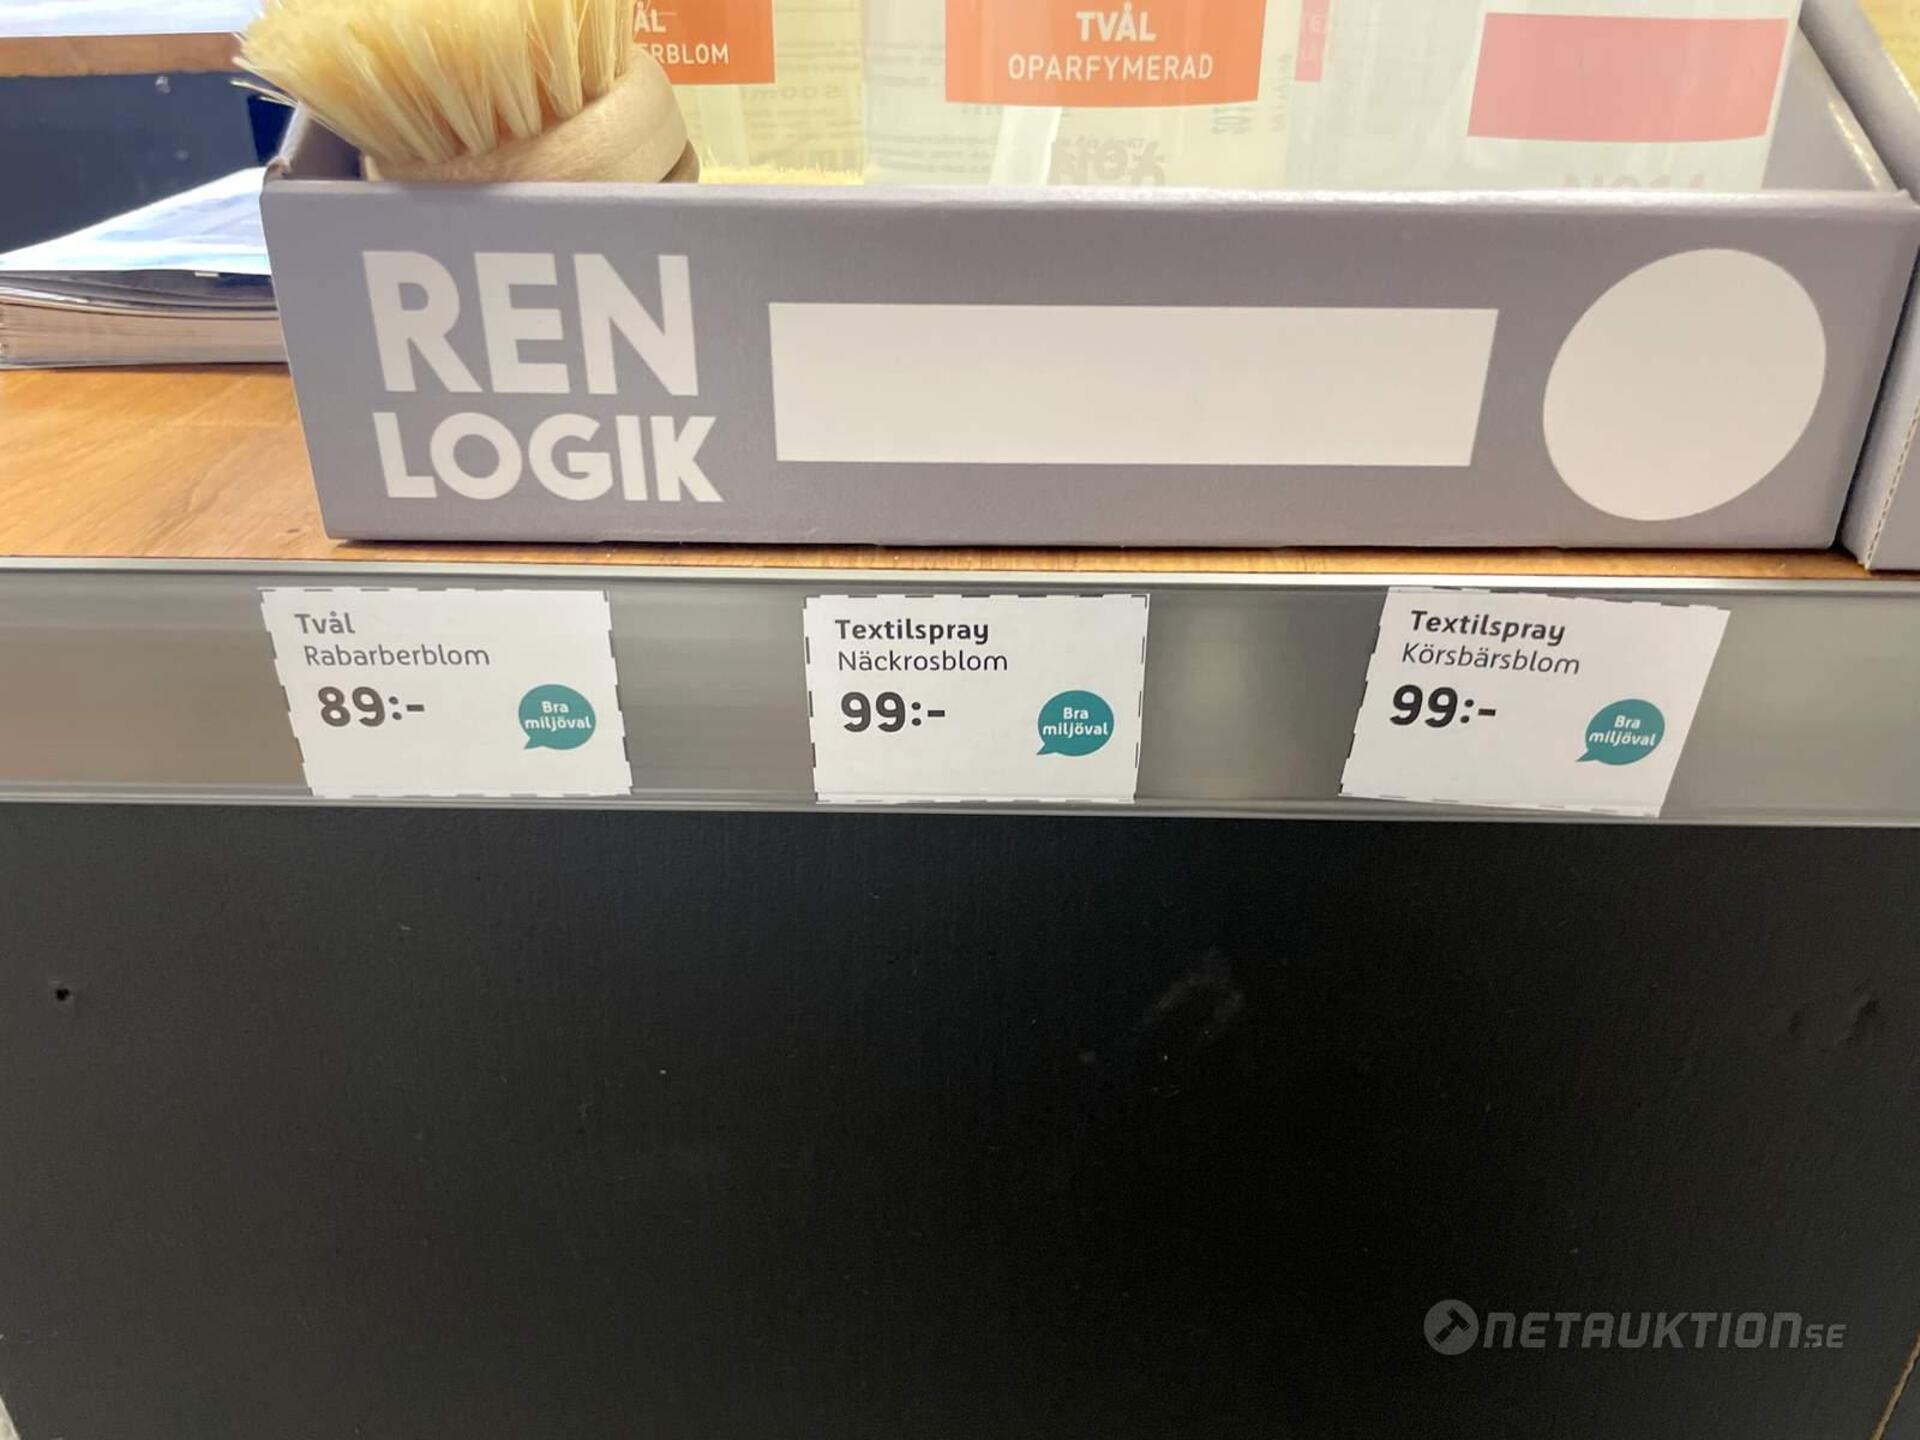 TVÅL
OPARFYMERAD
REN
LOGIK
Tvål
Rabarberblom
89:-
Bra
miljöval
Textilspray
Näckrosblom
99:-
Bra
miljöval
Textilspray
Körsbärsblom
99:-
Bra
miljöval
NETAUKTION.SE